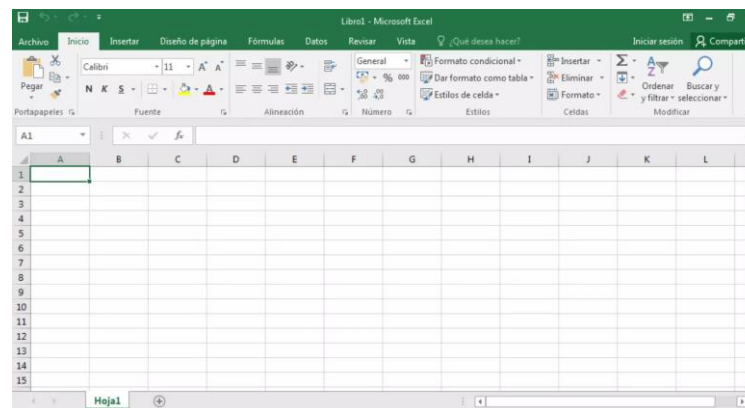 Libro1 - Microsoft Excel
Archivo Inicio Insertar Diseño de página Fórmulas Datos Revisar Vista ¿Qué desea hacer? Iniciar sesión Compart
Pegar
Calibri 11
N K S
A A
General
% 000
Formato condicional
Dar formato como tabla
Estilos de celda
Insertar
Eliminar
Formato
Ordenar y filtrar
Buscar y seleccionar
Portapapeles Fuente Alineación Número Estilos Celdas Modificar
A1 fx
A B C D E F G H I J K L
1
2
3
4
5
6
7
8
9
10
11
12
13
14
15
Hoja1